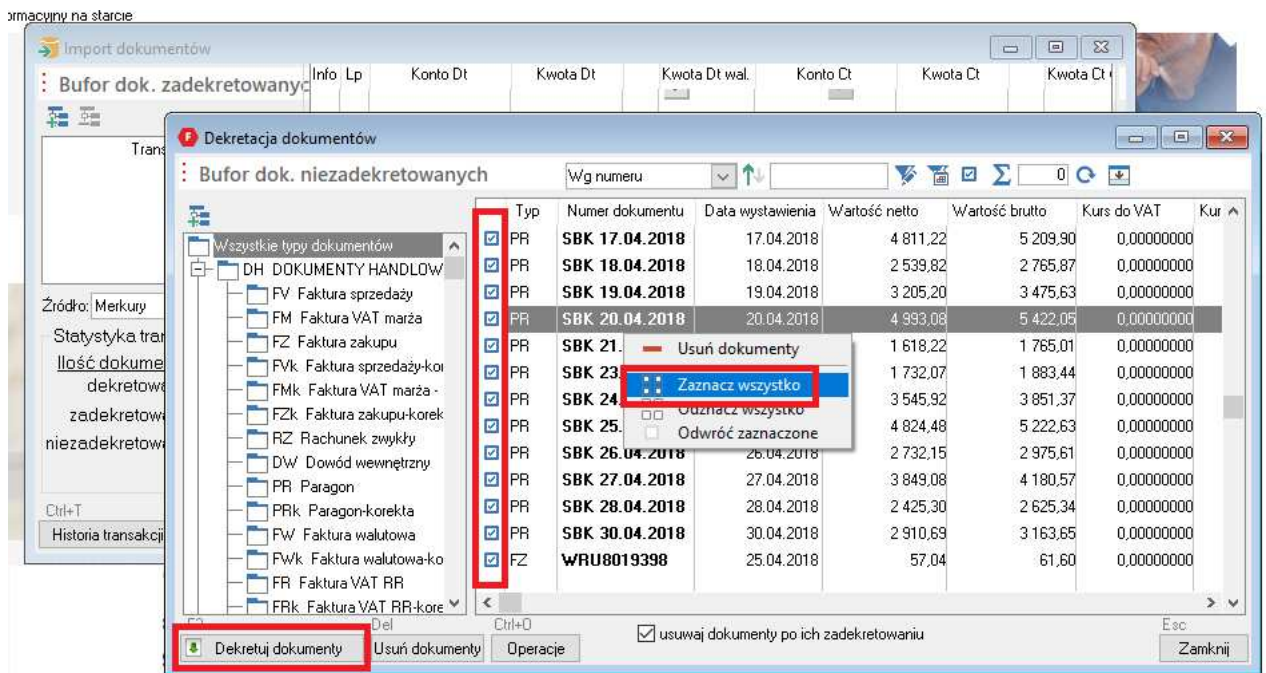 ormacyjny na starcie
Import dokumentów
Bufor dok. zadekretowanyc
Info Lp Konto Dt Kwota Dt Kwota Dt wal. Konto Ct Kwota Ct Kwota Ct
Trans
Źródło: Merkury
Statystyka tran
Ilość dokume
dekretowa
zadekretowa
niezadekretowa
Ctrl+T
Historia transakcji
Dekretacja dokumentów
Bufor dok. niezadekretowanych
Wg numeru 0
Wszystkie typy dokumentów
DH DOKUMENTY HANDLOW
FV Faktura sprzedaży
FM Faktura VAT marża
FZ Faktura zakupu
FVk Faktura sprzedaży-kor
FMk Faktura VAT marża -
FZk Faktura zakupu-korek
RZ Rachunek zwykły
DW Dowód wewnętrzny
PR Paragon
PRk Paragon-korekta
FW Faktura walutowa
FWk Faktura walutowa-ko
FR Faktura VAT RR
FRk Faktura VAT RR-kore
Typ Numer dokumentu Data wystawienia Wartość netto Wartość brutto Kurs do VAT Kur
PR SBK 17.04.2018 17.04.2018 4 811,22 5 209,90 0,00000000
PR SBK 18.04.2018 18.04.2018 2 539,82 2 765,87 0,00000000
PR SBK 19.04.2018 19.04.2018 3 205,20 3 475,63 0,00000000
PR SBK 20.04.2018 20.04.2018 4 993,08 5 422,05 0,00000000
PR SBK 21. 1 618,22 1 765,01 0,00000000
PR SBK 23. 1 732,07 1 883,44 0,00000000
PR SBK 24. 3 545,92 3 851,37 0,00000000
PR SBK 25. 4 824,48 5 222,63 0,00000000
PR SBK 26.04.2018 26.04.2018 2 732,15 2 975,61 0,00000000
PR SBK 27.04.2018 27.04.2018 3 849,08 4 180,57 0,00000000
PR SBK 28.04.2018 28.04.2018 2 425,30 2 625,34 0,00000000
PR SBK 30.04.2018 30.04.2018 2 910,69 3 163,65 0,00000000
FZ WRU8019398 25.04.2018 57,04 61,60 0,00000000
Usuń dokumenty
Zaznacz wszystko
Odznacz wszystko
Odwróć zaznaczone
Del Ctrl+O Esc
Dekretuj dokumenty Usuń dokumenty Operacje usuwaj dokumenty po ich zadekretowaniu Zamknij